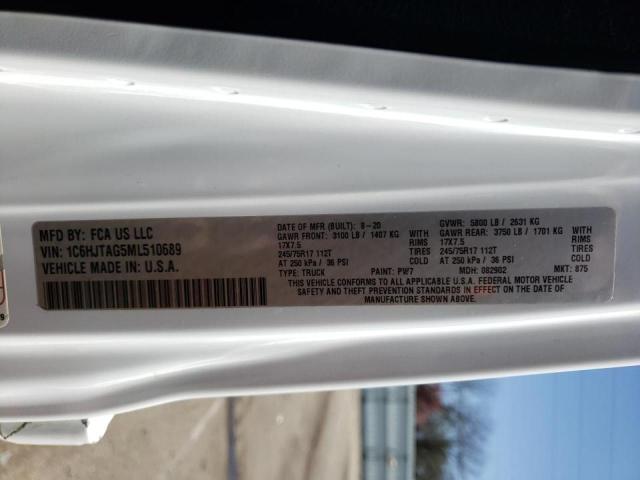 MFD BY: FCA US LLC
VIN: 1C6HJTAG5ML510689
VEHICLE MADE IN U.S.A.
DATE OF MFR (BUILT): 8-20
GAWR FRONT: 3100 LB / 1407 KG WITH
17X7.5 RIMS
245/75R17 112T TIRES
AT 250 kPa / 36 PSI COLD
GVWR: 5800 LB / 2631 KG
GAWR REAR: 3750 LB / 1701 KG WITH
17X7.5 RIMS
245/75R17 112T TIRES
AT 250 kPa / 36 PSI COLD
TYPE: TRUCK PAINT: PW7 MDH: 082902 MKT: 875
THIS VEHICLE CONFORMS TO ALL APPLICABLE U.S.A. FEDERAL MOTOR VEHICLE
SAFETY AND THEFT PREVENTION STANDARDS IN EFFECT ON THE DATE OF
MANUFACTURE SHOWN ABOVE.